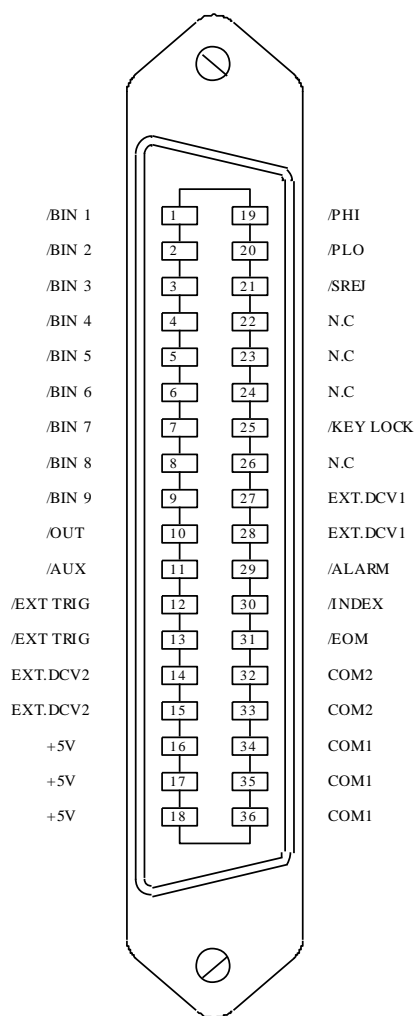 /BIN 1 1 19 /PHI
/BIN 2 2 20 /PLO
/BIN 3 3 21 /SREJ
/BIN 4 4 22 N.C
/BIN 5 5 23 N.C
/BIN 6 6 24 N.C
/BIN 7 7 25 /KEY LOCK
/BIN 8 8 26 N.C
/BIN 9 9 27 EXT.DCV1
/OUT 10 28 EXT.DCV1
/AUX 11 29 /ALARM
/EXT TRIG 12 30 /INDEX
/EXT TRIG 13 31 /EOM
EXT.DCV2 14 32 COM2
EXT.DCV2 15 33 COM2
+5V 16 34 COM1
+5V 17 35 COM1
+5V 18 36 COM1